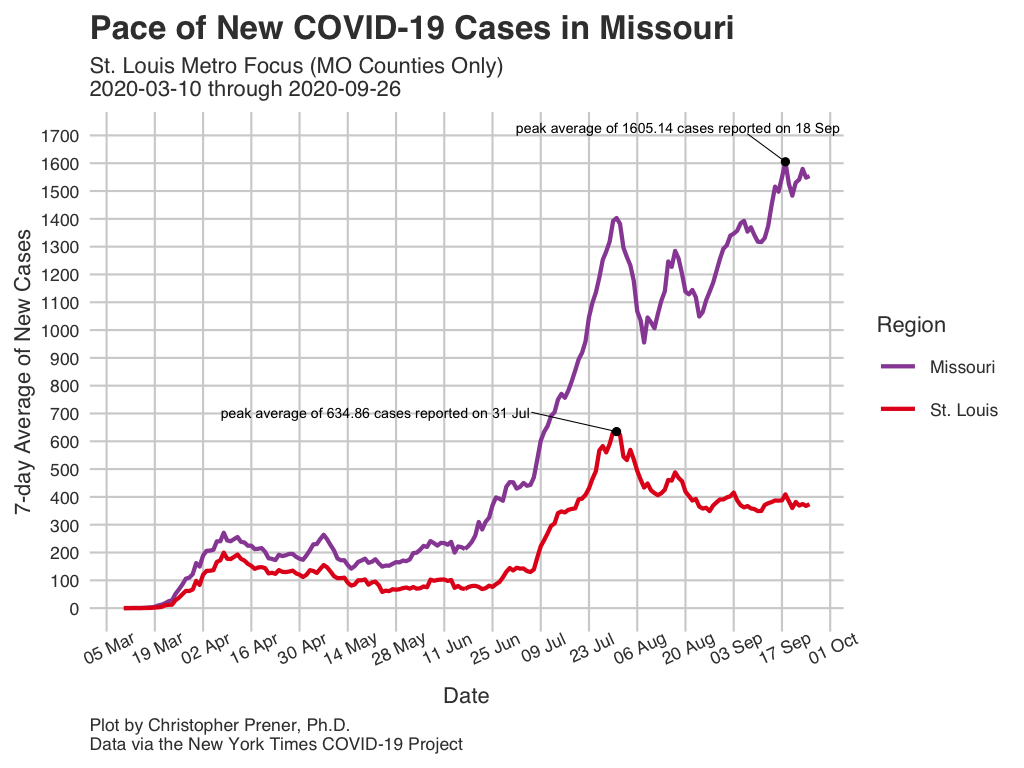 Pace of New COVID-19 Cases in Missouri
St. Louis Metro Focus (MO Counties Only)
2020-03-10 through 2020-09-26
7-day Average of New Cases
1700
1600
1500
1400
1300
1200
1100
1000
900
800
700
600
500
400
300
200
100
0
peak average of 1605.14 cases reported on 18 Sep
peak average of 634.86 cases reported on 31 Jul
05 Mar
19 Mar
02 Apr
16 Apr
30 Apr
14 May
28 May
11 Jun
25 Jun
09 Jul
23 Jul
06 Aug
20 Aug
03 Sep
17 Sep
01 Oct
Date
Region
Missouri
St. Louis
Plot by Christopher Prener, Ph.D.
Data via the New York Times COVID-19 Project